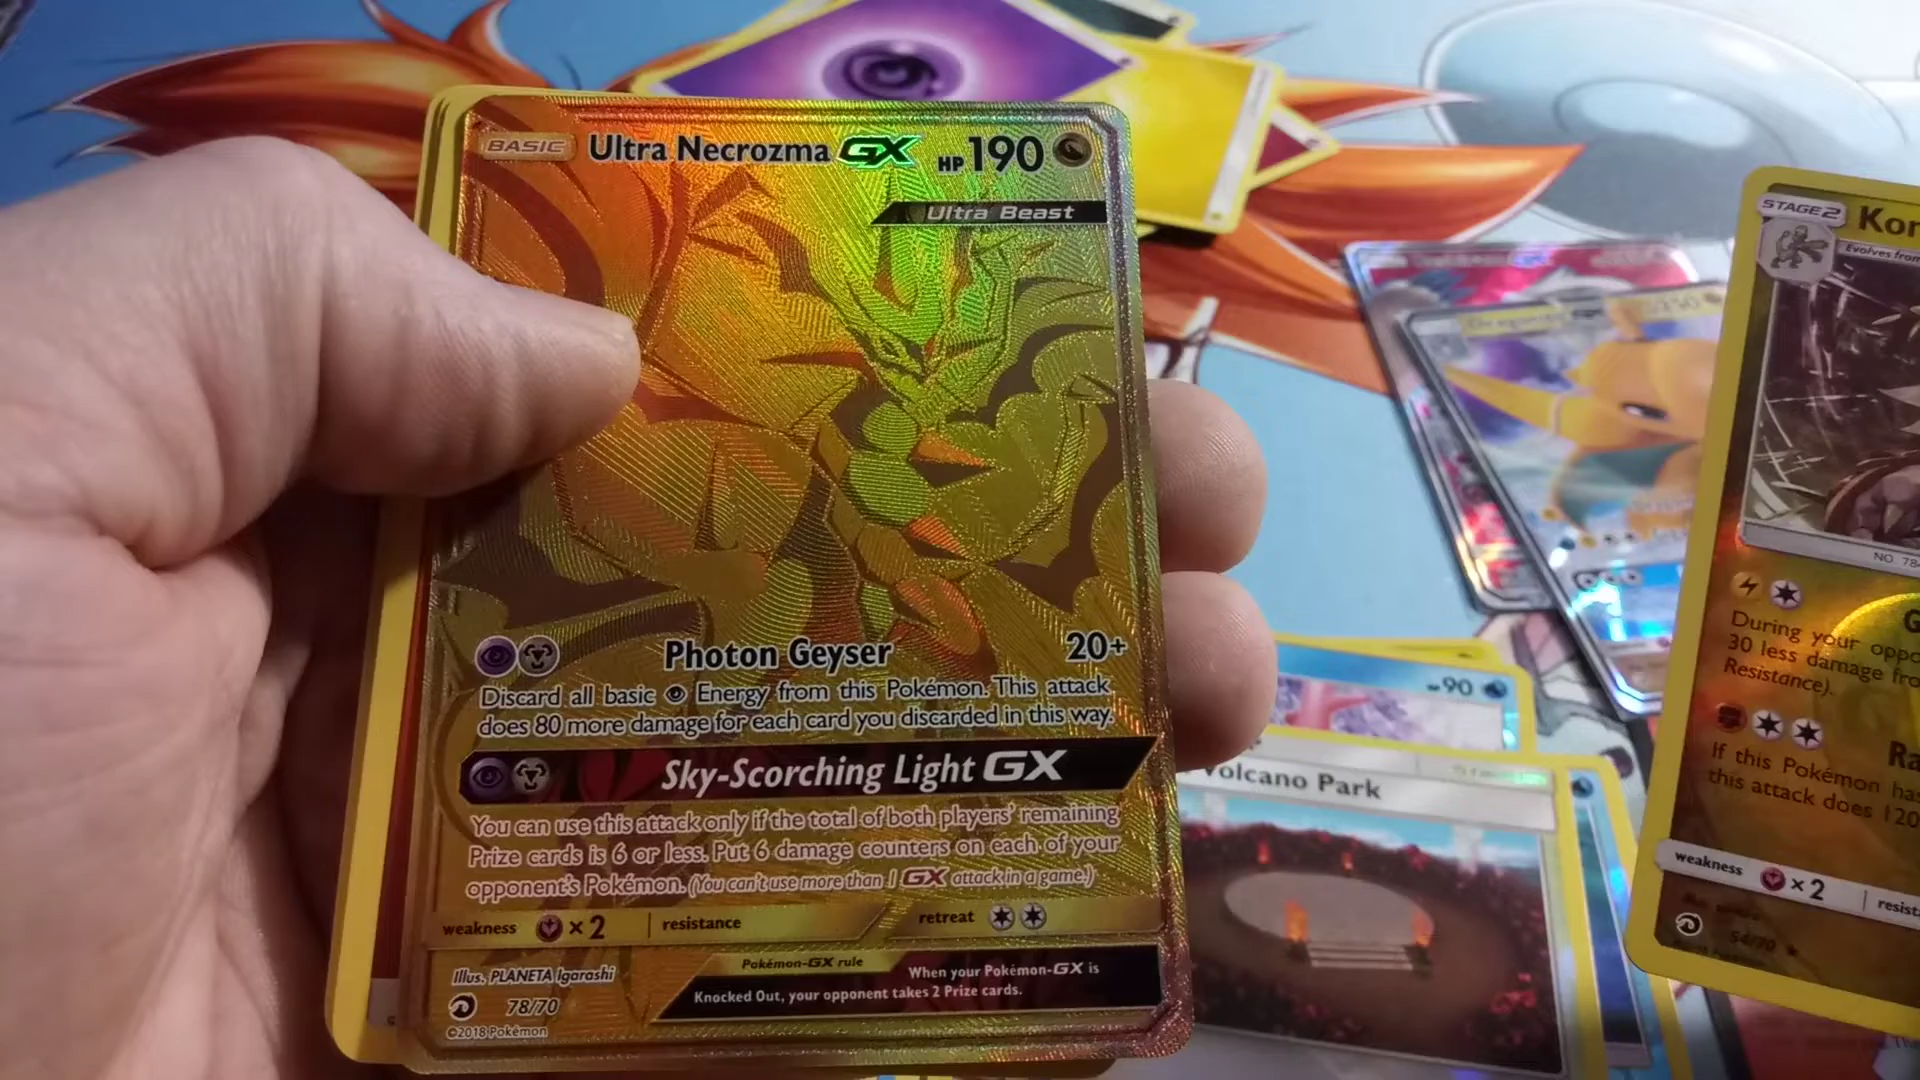 BASIC Ultra Necrozma GX HP 190
Ultra Beast
Photon Geyser 20+
Discard all basic Energy from this Pokémon. This attack
does 80 more damage for each card you discarded in this way.
Sky-Scorching Light GX
You can use this attack only if the total of both players' remaining
Prize cards is 6 or less. Put 6 damage counters on each of your
opponent's Pokémon. (You can't use more than 1 GX attack in a game.)
weakness ×2 resistance retreat
Illus. PLANETA Igarashi
Pokémon-GX rule
When your Pokémon-GX is
Knocked Out, your opponent takes 2 Prize cards.
78/70
©2018 Pokémon
STAGE2 Kor
Evolves from
NO. 78
During your oppo
30 less damage fro
Resistance).
Ra
If this Pokémon has
this attack does 120
weakness ×2 resist
54/70
90
Volcano Park